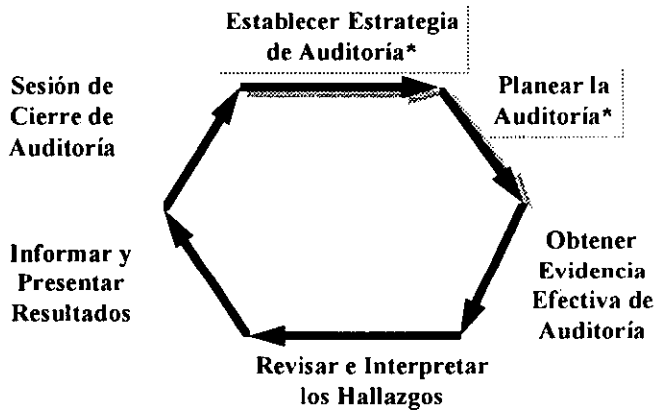 Establecer Estrategia
de Auditoría*
Planear la
Auditoría*
Obtener
Evidencia
Efectiva de
Auditoría
Revisar e Interpretar
los Hallazgos
Informar y
Presentar
Resultados
Sesión de
Cierre de
Auditoría